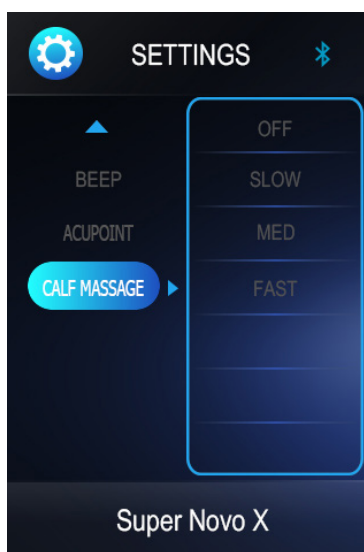 SETTINGS
BEEP
ACUPOINT
CALF MASSAGE
OFF
SLOW
MED
FAST
Super Novo X